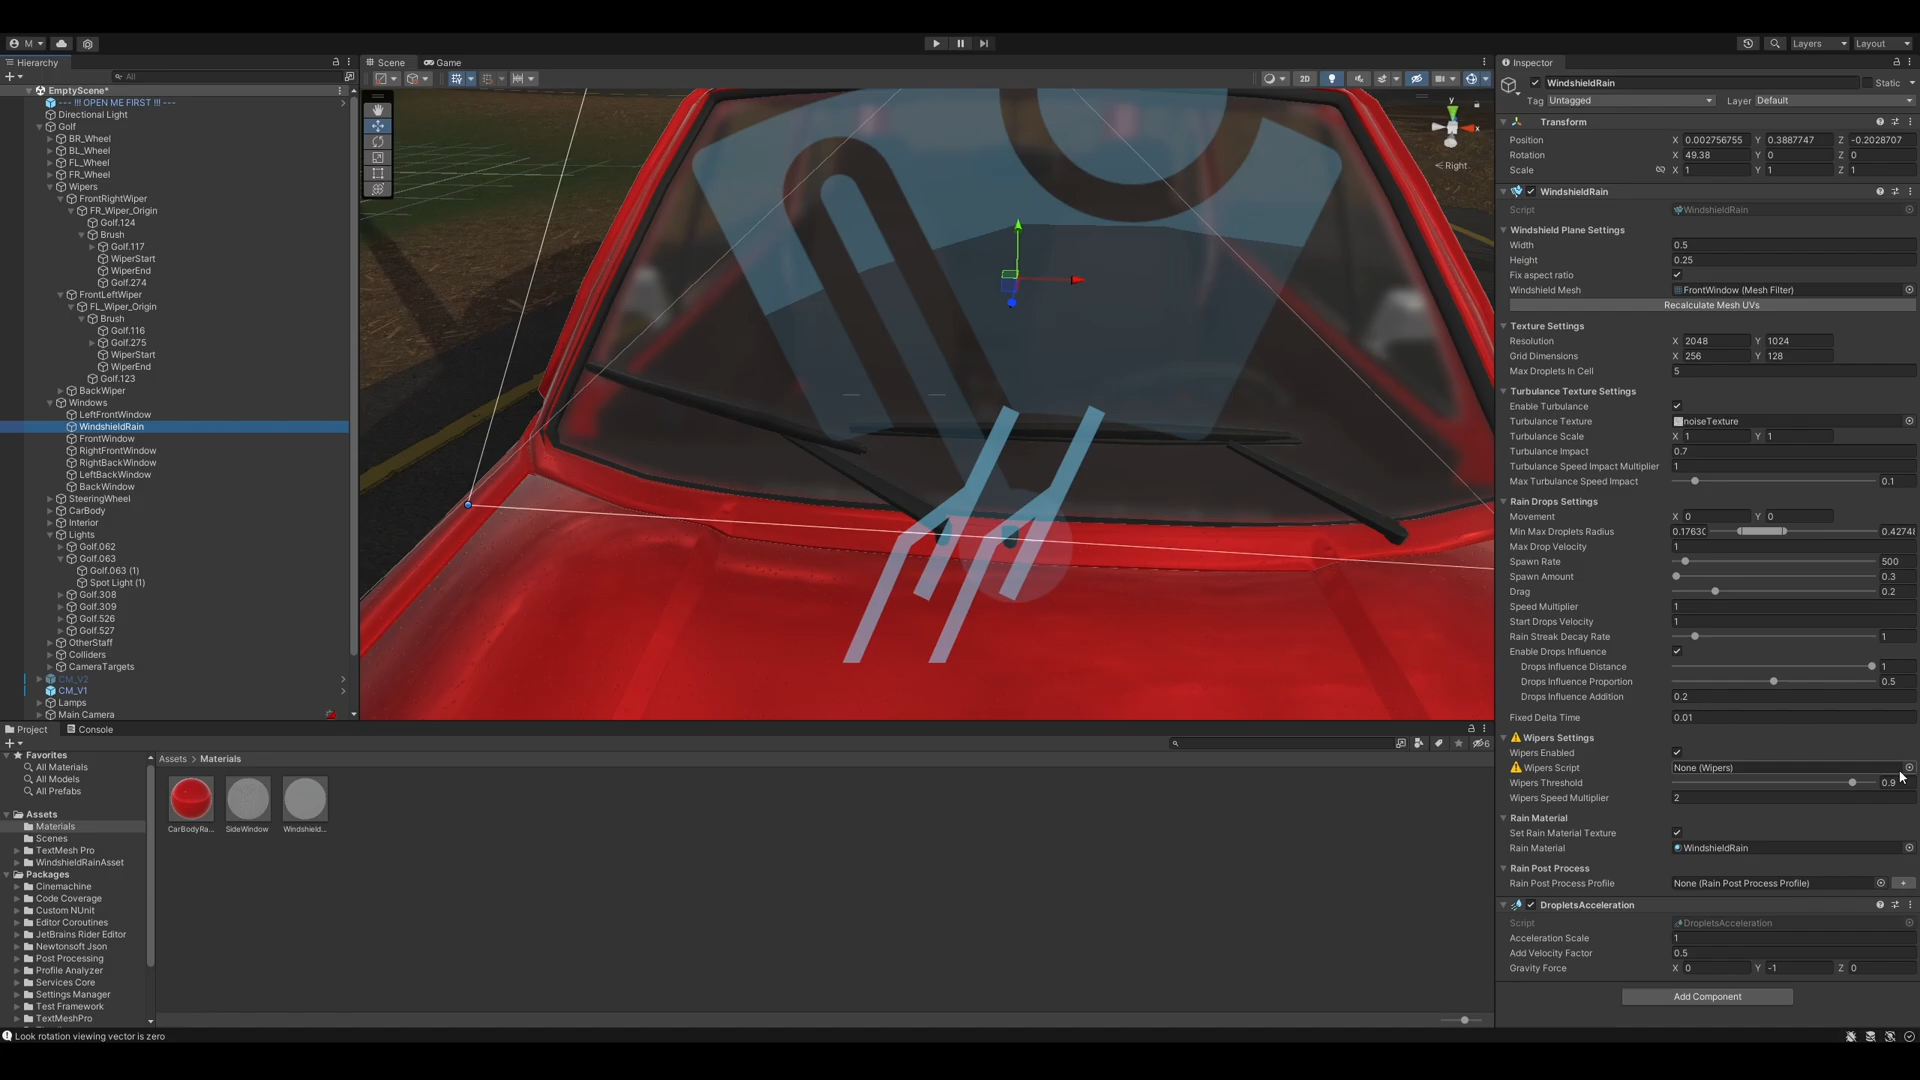 M
Layers
Layout
Hierarchy
All
EmptyScene*
--- !!! OPEN ME FIRST !!! ---
Directional Light
Golf
BR_Wheel
BL_Wheel
FL_Wheel
FR_Wheel
Wipers
FrontRightWiper
FR_Wiper_Origin
Golf.124
Brush
Golf.117
WiperStart
WiperEnd
Golf.274
FrontLeftWiper
FL_Wiper_Origin
Brush
Golf.116
Golf.275
WiperStart
WiperEnd
Golf.123
BackWiper
Windows
LeftFrontWindow
WindshieldRain
FrontWindow
RightFrontWindow
RightBackWindow
LeftBackWindow
BackWindow
SteeringWheel
CarBody
Interior
Lights
Golf.062
Golf.063
Golf.063 (1)
Spot Light (1)
Golf.308
Golf.309
Golf.526
Golf.527
OtherStaff
Colliders
CameraTargets
CM_V2
CM_V1
Lamps
Main Camera
Scene Game
2D
y
x
Right
Project Console
6
Favorites
All Materials
All Models
All Prefabs
Assets
Materials
Scenes
TextMesh Pro
WindshieldRainAsset
Packages
Cinemachine
Code Coverage
Custom NUnit
Editor Coroutines
JetBrains Rider Editor
Newtonsoft Json
Post Processing
Profile Analyzer
Services Core
Settings Manager
Test Framework
TextMeshPro
Assets > Materials
CarBodyRa... SideWindow Windshield...
Look rotation viewing vector is zero
Inspector
WindshieldRain Static
Tag Untagged Layer Default
Transform
Position X 0.002756755 Y 0.3887747 Z -0.2028707
Rotation X 49.38 Y 0 Z 0
Scale X 1 Y 1 Z 1
WindshieldRain
Script WindshieldRain
Windshield Plane Settings
Width 0.5
Height 0.25
Fix aspect ratio
Windshield Mesh FrontWindow (Mesh Filter)
Recalculate Mesh UVs
Texture Settings
Resolution X 2048 Y 1024
Grid Dimensions X 256 Y 128
Max Droplets In Cell 5
Turbulance Texture Settings
Enable Turbulance
Turbulance Texture noiseTexture
Turbulance Scale X 1 Y 1
Turbulance Impact 0.7
Turbulance Speed Impact Multiplier 1
Max Turbulance Speed Impact 0.1
Rain Drops Settings
Movement X 0 Y 0
Min Max Droplets Radius 0.1763 0.4274
Max Drop Velocity 1
Spawn Rate 500
Spawn Amount 0.3
Drag 0.2
Speed Multiplier 1
Start Drops Velocity 1
Rain Streak Decay Rate 1
Enable Drops Influence
Drops Influence Distance 1
Drops Influence Proportion 0.5
Drops Influence Addition 0.2
Fixed Delta Time 0.01
Wipers Settings
Wipers Enabled
Wipers Script None (Wipers)
Wipers Threshold 0.9
Wipers Speed Multiplier 2
Rain Material
Set Rain Material Texture
Rain Material WindshieldRain
Rain Post Process
Rain Post Process Profile None (Rain Post Process Profile) +
DropletsAcceleration
Script DropletsAcceleration
Acceleration Scale 1
Add Velocity Factor 0.5
Gravity Force X 0 Y -1 Z 0
Add Component